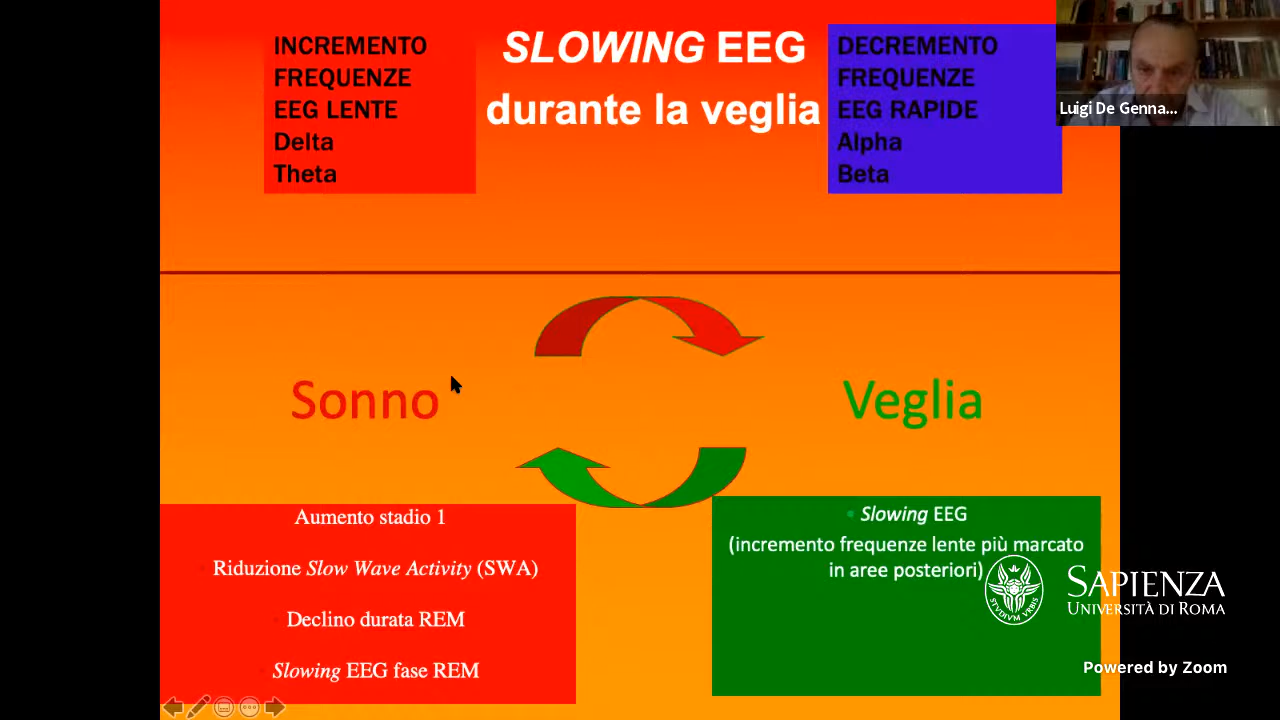 INCREMENTO
FREQUENZE
EEG LENTE
Delta
Theta
SLOWING EEG
durante la veglia
DECREMENTO
FREQUENZE
EEG RAPIDE
Alpha
Beta
Luigi De Genna...
Sonno
Veglia
Aumento stadio 1
Riduzione Slow Wave Activity (SWA)
Declino durata REM
Slowing EEG fase REM
• Slowing EEG
(incremento frequenze lente più marcato
in aree posteriori)
STVDIVM VRBIS
SAPIENZA
UNIVERSITÀ DI ROMA
Powered by Zoom